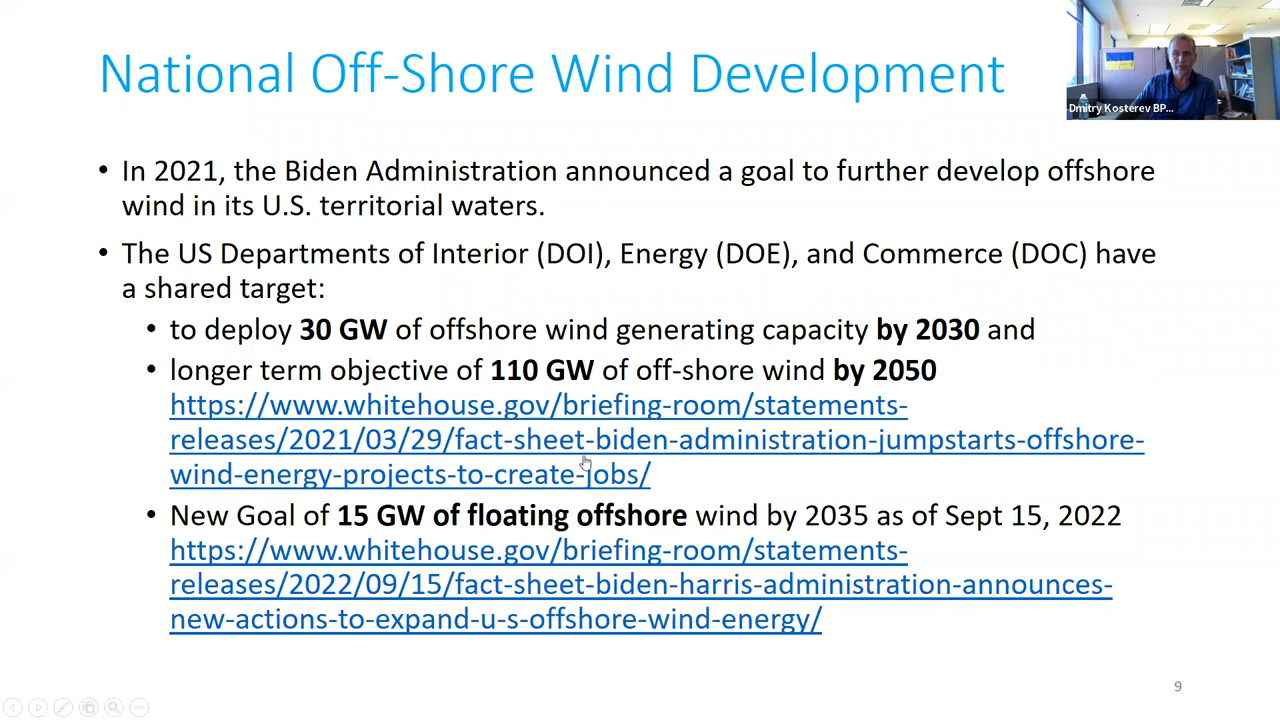 National Off-Shore Wind Development
Dmitry Kosterev BP...
• In 2021, the Biden Administration announced a goal to further develop offshore
wind in its U.S. territorial waters.
• The US Departments of Interior (DOI), Energy (DOE), and Commerce (DOC) have
a shared target:
• to deploy 30 GW of offshore wind generating capacity by 2030 and
• longer term objective of 110 GW of off-shore wind by 2050
https://www.whitehouse.gov/briefing-room/statements-
releases/2021/03/29/fact-sheet-biden-administration-jumpstarts-offshore-
wind-energy-projects-to-create-jobs/
• New Goal of 15 GW of floating offshore wind by 2035 as of Sept 15, 2022
https://www.whitehouse.gov/briefing-room/statements-
releases/2022/09/15/fact-sheet-biden-harris-administration-announces-
new-actions-to-expand-u-s-offshore-wind-energy/
9